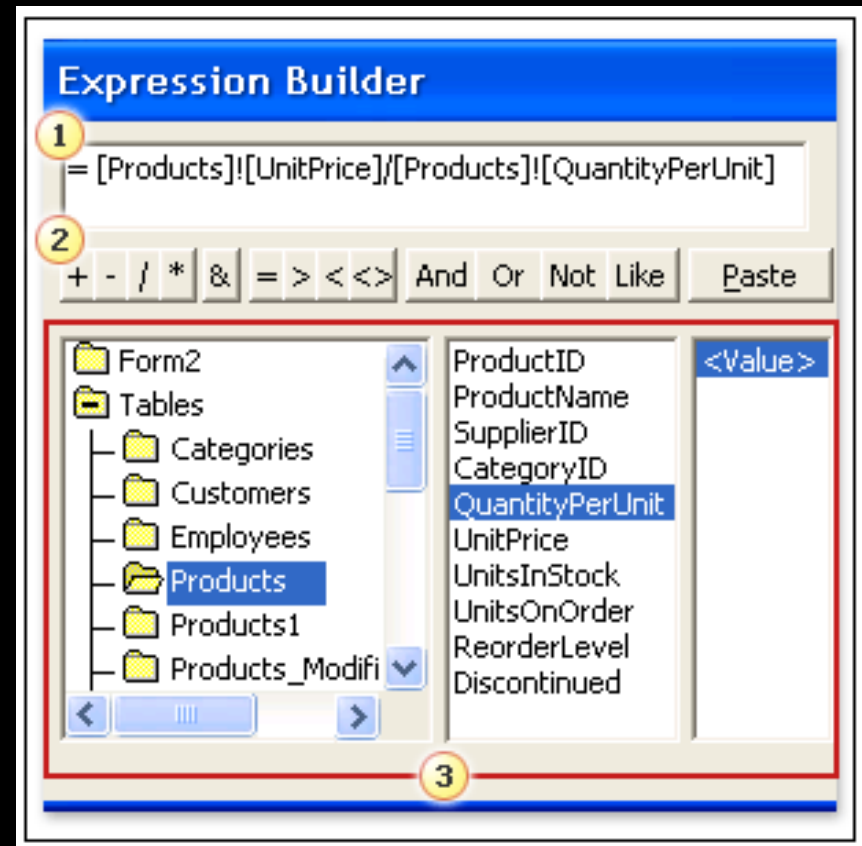 Expression Builder
1
= [Products]![UnitPrice]/[Products]![QuantityPerUnit]
2
+ - / * & = > < <> And Or Not Like Paste
Form2
Tables
Categories
Customers
Employees
Products
Products1
Products_Modifi
ProductID
ProductName
SupplierID
CategoryID
QuantityPerUnit
UnitPrice
UnitsInStock
UnitsOnOrder
ReorderLevel
Discontinued
<Value>
3